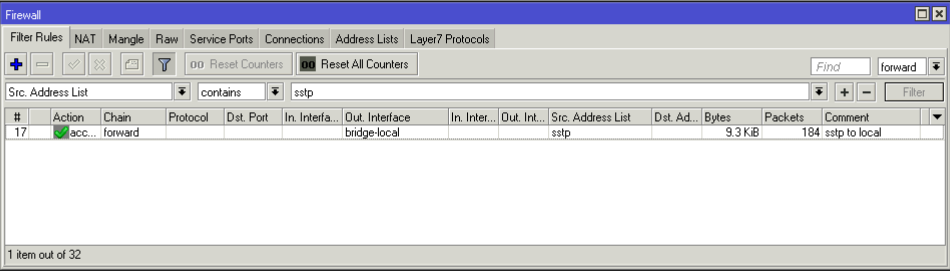 Firewall
Filter Rules NAT Mangle Raw Service Ports Connections Address Lists Layer7 Protocols
00 Reset Counters 00 Reset All Counters Find forward
Src. Address List contains sstp Filter
# Action Chain Protocol Dst. Port In. Interfa... Out. Interface In. Inter... Out. Int... Src. Address List Dst. Ad... Bytes Packets Comment
17 acc... forward bridge-local sstp 9.3 KiB 184 sstp to local
1 item out of 32